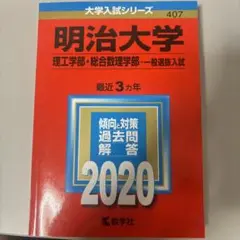 大学入試シリーズ
407
明治大学
理工学部・総合数理学部-一般選抜入試
最近3カ年
傾向と対策
過去問
解答
2020
教学社